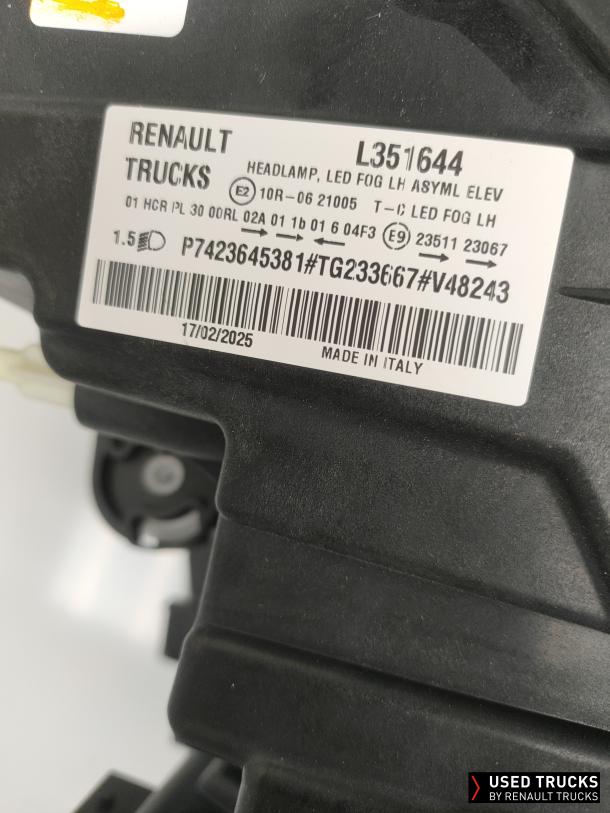 RENAULT
TRUCKS
L351644
HEADLAMP, LED FOG LH ASYML ELEV
E2 10R-06 21005 T-C LED FOG LH
01 HCR PL 30 00RL 02A 01 1b 01 6 04F3 E9 23511 23067
→ → ← → →
1.5
P7423645381#TG233667#V48243
17/02/2025
MADE IN ITALY
USED TRUCKS
BY RENAULT TRUCKS